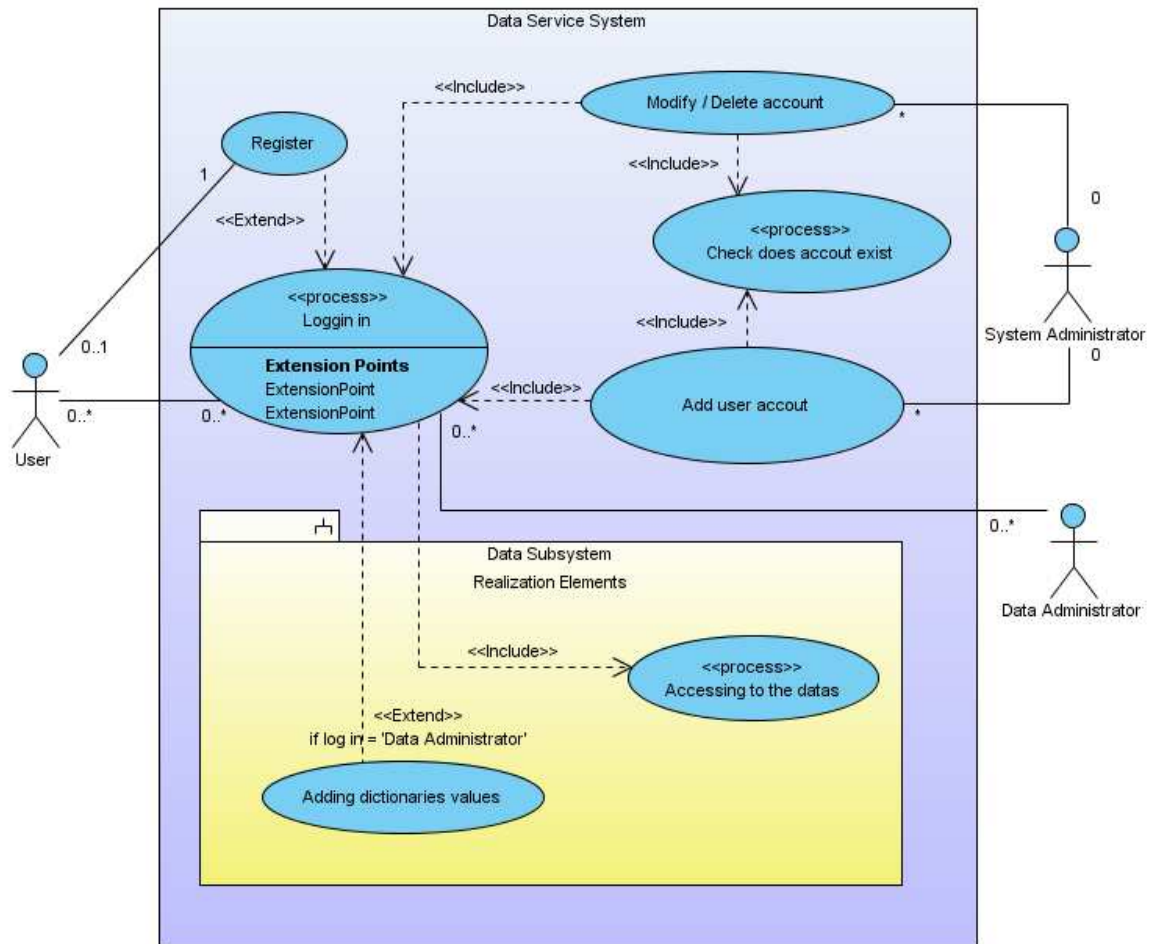 Data Service System
<<Include>>
Modify / Delete account
*
Register
1
<<Include>>
0
<<Extend>>
<<process>>
Check does accout exist
<<process>>
Loggin in
<<Include>>
System Administrator
0..1
0
Extension Points
ExtensionPoint
ExtensionPoint
<<Include>>
Add user accout
*
0..*
0..*
0..*
User
0..*
Data Subsystem
Realization Elements
Data Administrator
<<Include>>
<<process>>
Accessing to the datas
<<Extend>>
if log in = 'Data Administrator'
Adding dictionaries values